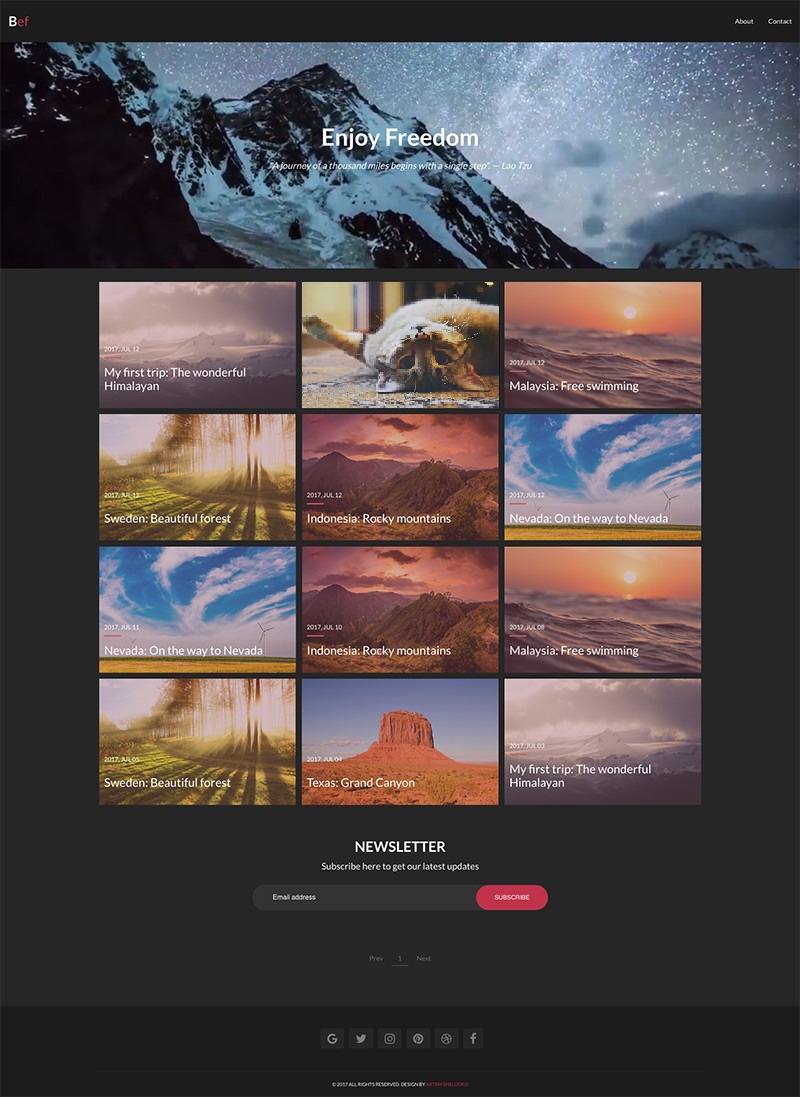 Bef
About
Contact
Enjoy Freedom
"A journey of a thousand miles begins with a single step". — Lao Tzu
2017, JUL 12
My first trip: The wonderful
Himalayan
2017, JUL 12
Malaysia: Free swimming
2017, JUL 12
Sweden: Beautiful forest
2017, JUL 12
Indonesia: Rocky mountains
2017, JUL 12
Nevada: On the way to Nevada
2017, JUL 11
Nevada: On the way to Nevada
2017, JUL 10
Indonesia: Rocky mountains
2017, JUL 08
Malaysia: Free swimming
2017, JUL 05
Sweden: Beautiful forest
2017, JUL 04
Texas: Grand Canyon
2017, JUL 03
My first trip: The wonderful
Himalayan
NEWSLETTER
Subscribe here to get our latest updates
Email address
SUBSCRIBE
Prev 1 Next
© 2017 ALL RIGHTS RESERVED. DESIGN BY ARTEM SHELUDKO